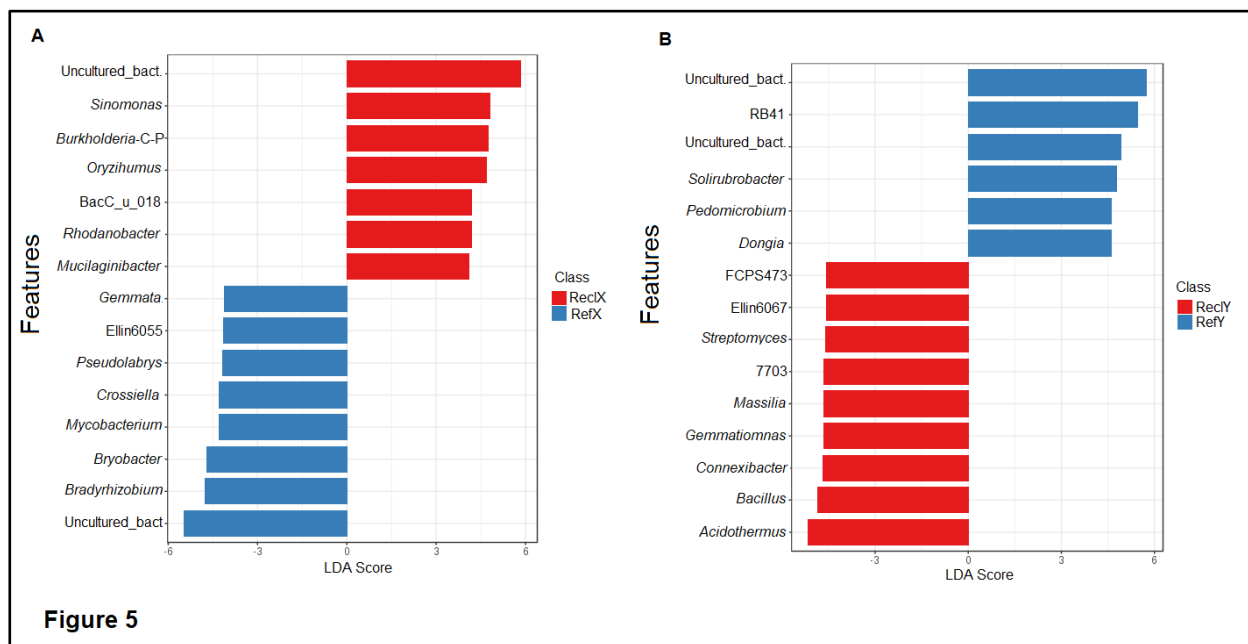 A
Features
Uncultured_bact.
Sinomonas
Burkholderia-C-P
Oryzihumus
BacC_u_018
Rhodanobacter
Mucilaginibacter
Gemmata
Ellin6055
Pseudolabrys
Crossiella
Mycobacterium
Bryobacter
Bradyrhizobium
Uncultured_bact
-6 -3 0 3 6
LDA Score
Class
ReclX
RefX
B
Features
Uncultured_bact.
RB41
Uncultured_bact.
Solirubrobacter
Pedomicrobium
Dongia
FCPS473
Ellin6067
Streptomyces
7703
Massilia
Gemmatiomnas
Connexibacter
Bacillus
Acidothermus
-3 0 3 6
LDA Score
Class
ReclY
RefY
Figure 5